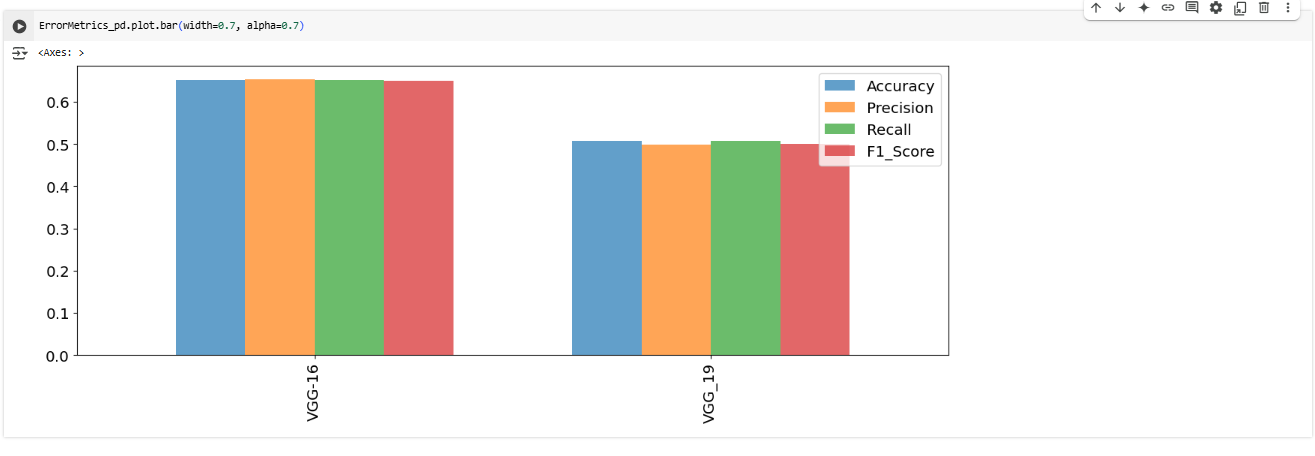 ErrorMetrics_pd.plot.bar(width=0.7, alpha=0.7)
<Axes: >
Accuracy
Precision
Recall
F1_Score
0.6
0.5
0.4
0.3
0.2
0.1
0.0
VGG-16
VGG_19